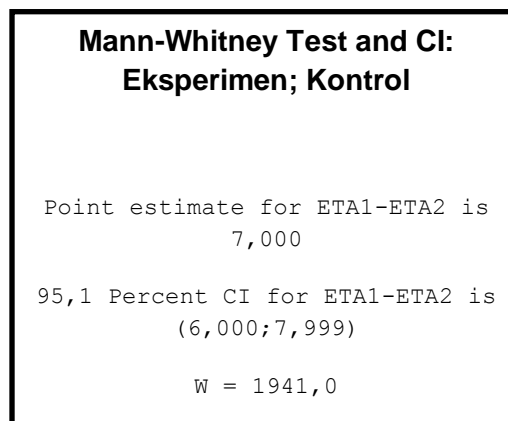 Mann-Whitney Test and CI:
Eksperimen; Kontrol
Point estimate for ETA1-ETA2 is
7,000
95,1 Percent CI for ETA1-ETA2 is
(6,000;7,999)
W = 1941,0